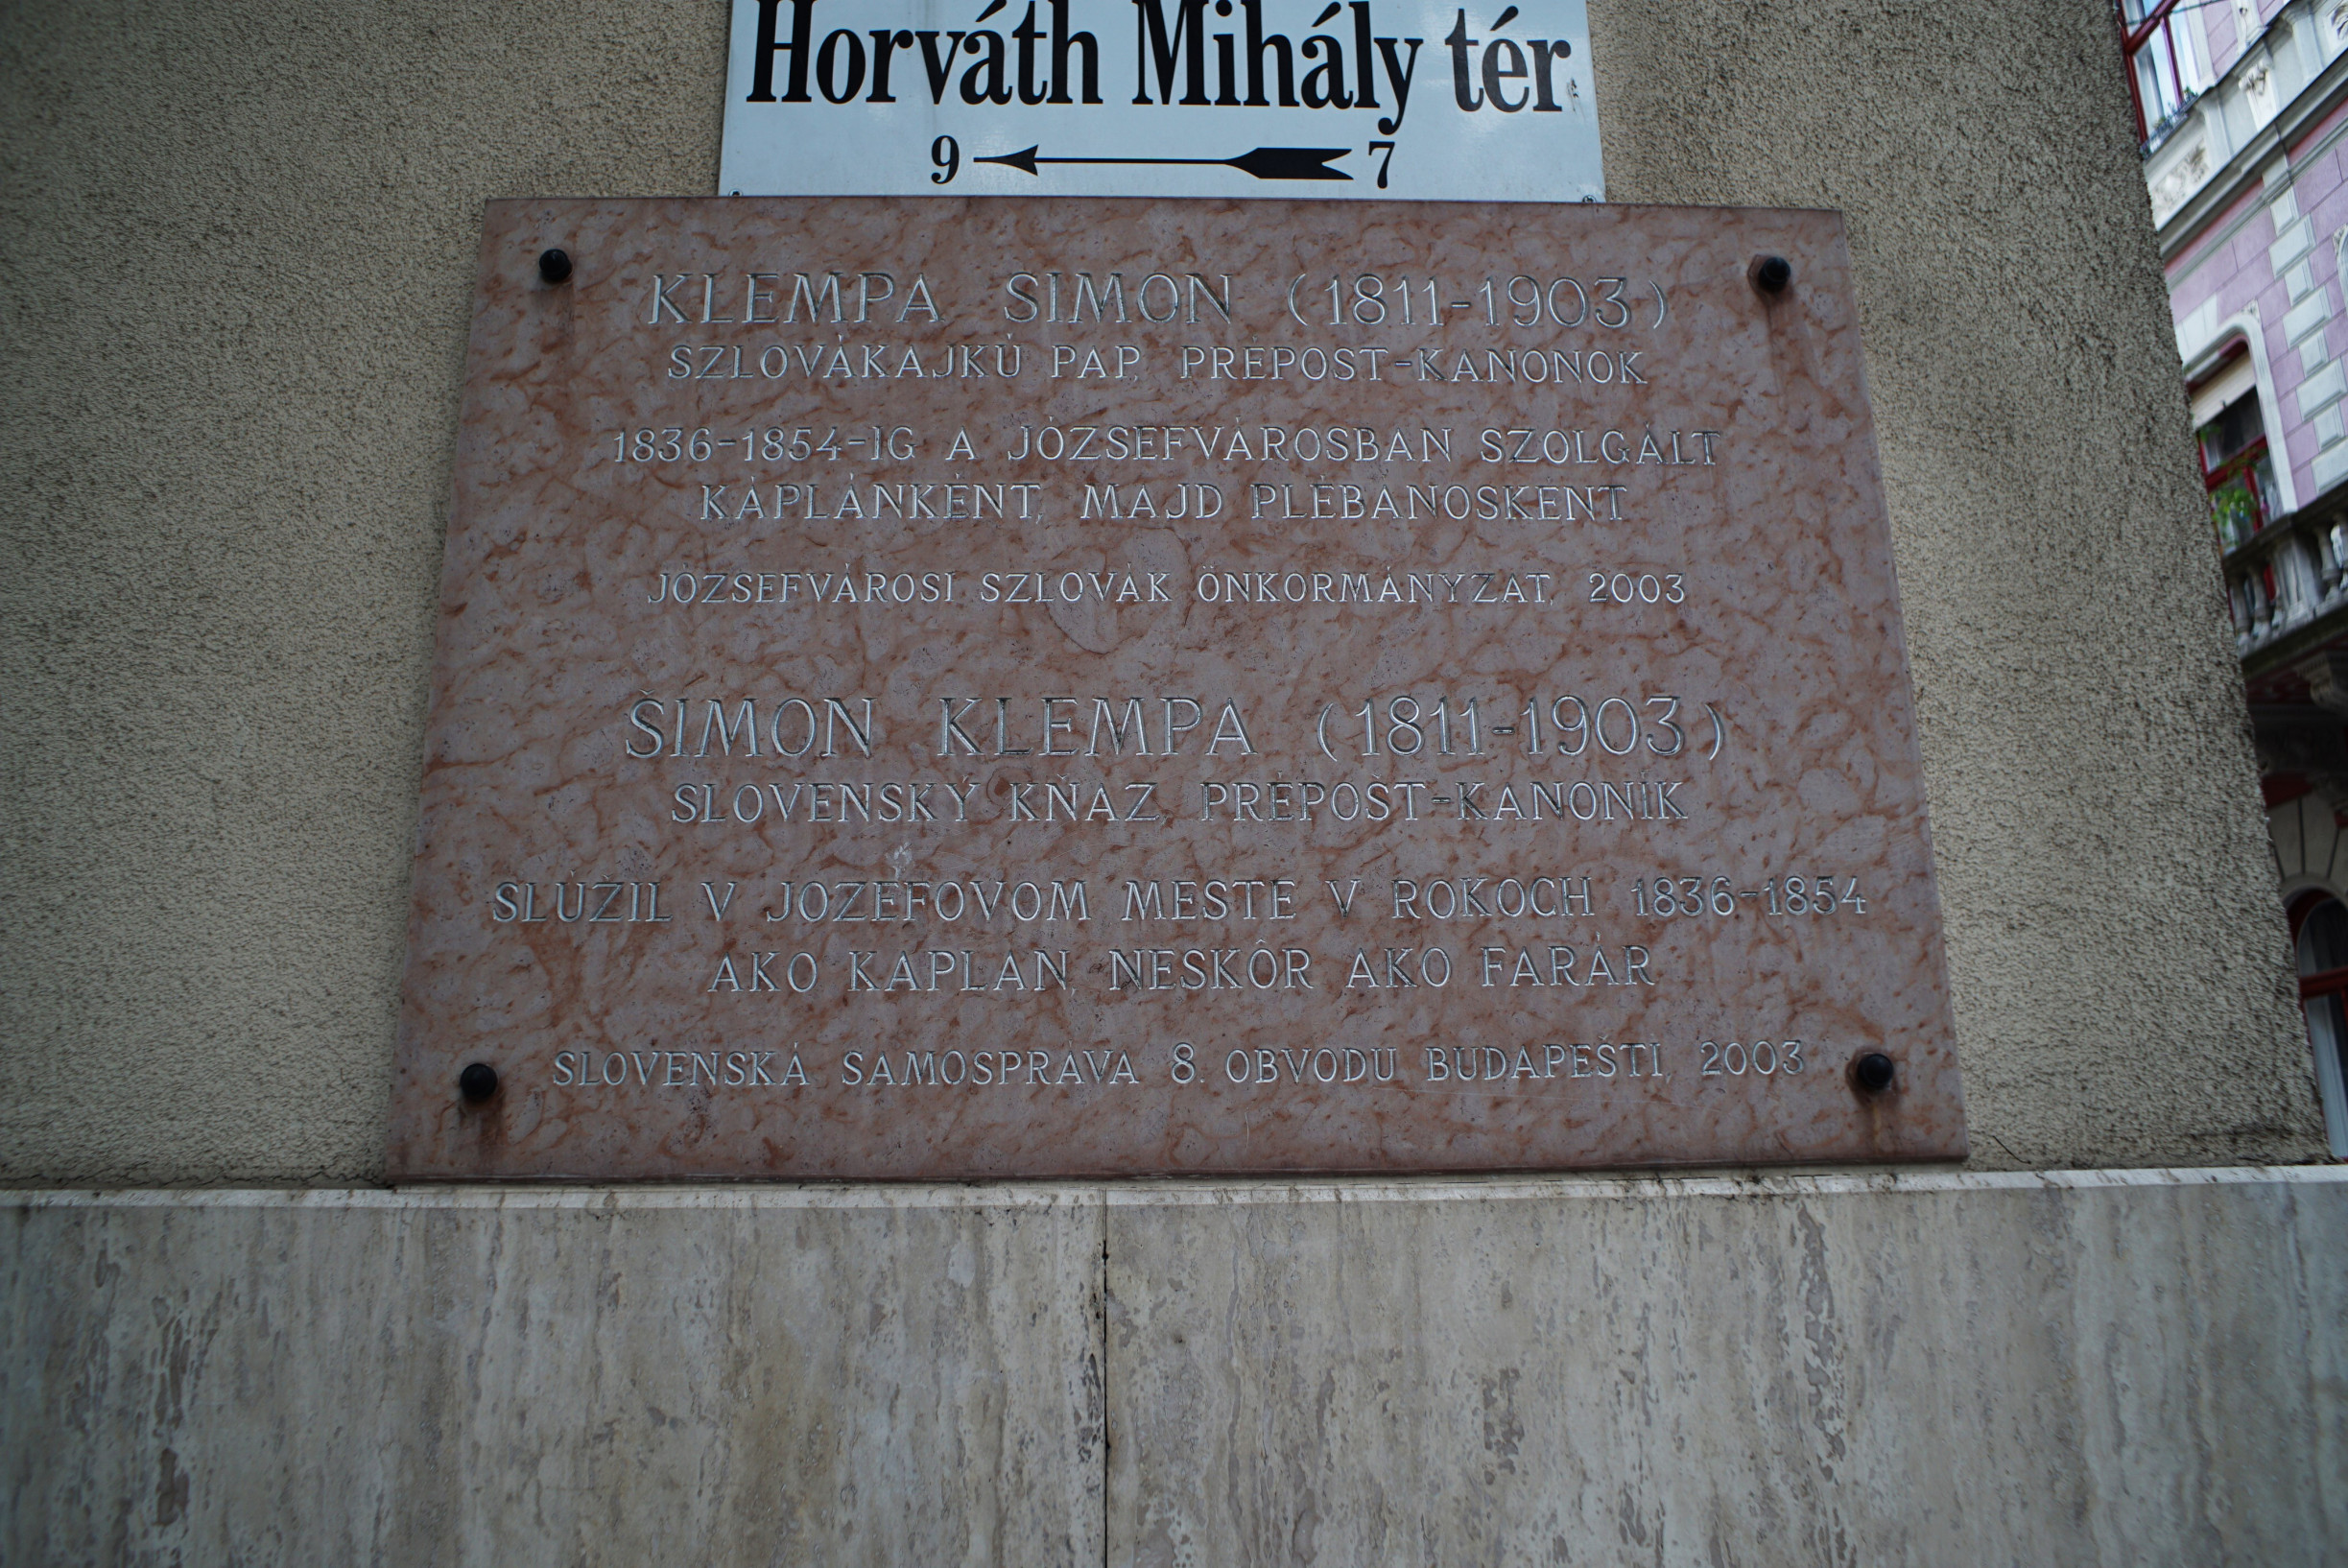 Horváth Mihály tér
9 7
KLEMPA SIMON (1811-1903)
SZLOVÁKAJKÚ PAP, PRÉPOST-KANONOK
1836-1854-IG A JÓZSEFVÁROSBAN SZOLGÁLT
KÁPLÁNKÉNT, MAJD PLÉBÁNOSKÉNT
JÓZSEFVÁROSI SZLOVÁK ÖNKORMÁNYZAT, 2003
ŠIMON KLEMPA (1811-1903)
SLOVENSKÝ KŇAZ, PRÉPOŠT-KANONIK
SLÚŽIL V JOZEFOVOM MESTE V ROKOCH 1836-1854
AKO KAPLÁN, NESKÔR AKO FARÁR
SLOVENSKÁ SAMOSPRÁVA 8. OBVODU BUDAPEŠTI, 2003